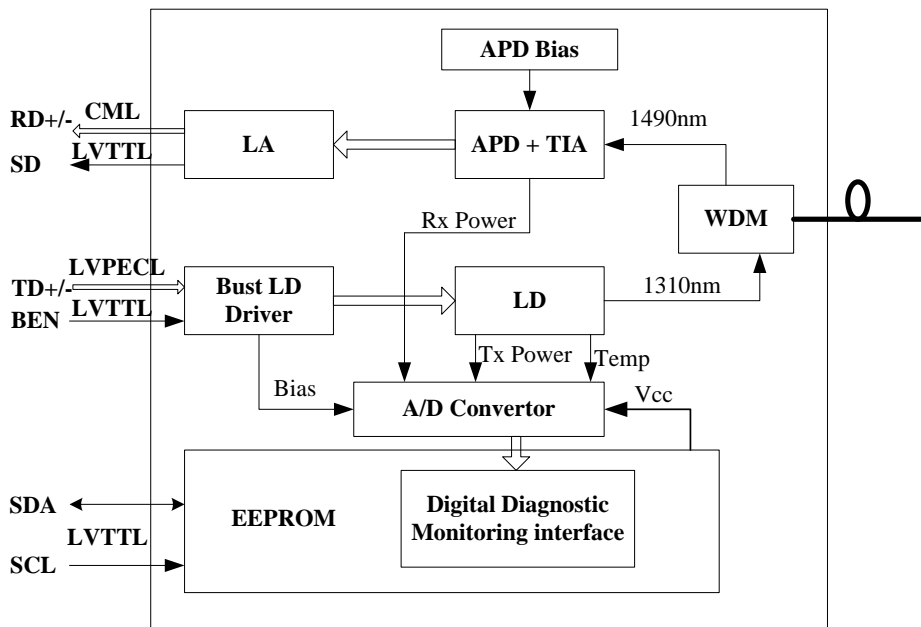 APD Bias
RD+/-
CML
LA
APD + TIA
1490nm
SD
LVTTL
WDM
Rx Power
LVPECL
TD+/-
Bust LD
Driver
LD
1310nm
LVTTL
BEN
Tx Power
Temp
Bias
A/D Convertor
Vcc
SDA
EEPROM
Digital Diagnostic
Monitoring interface
LVTTL
SCL